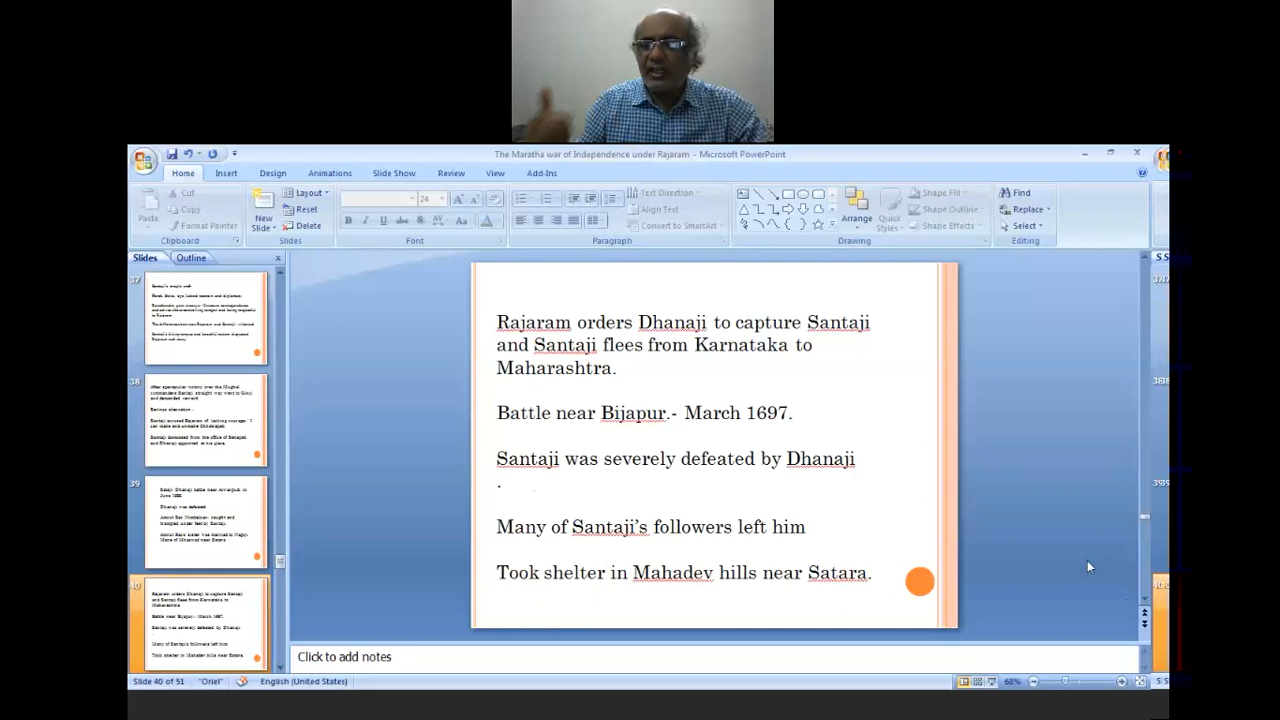 The Maratha war of Independence under Rajaram - Microsoft PowerPoint
Home Insert Design Animations Slide Show Review View Add-Ins
Paste
Cut
Copy
Format Painter
Clipboard
New Slide
Layout
Reset
Delete
Slides
24
Font
Text Direction
Align Text
Convert to SmartArt
Paragraph
Arrange
Quick Styles
Shape Fill
Shape Outline
Shape Effects
Drawing
Find
Replace
Select
Editing
Slides Outline
37
38
39
40
Rajaram orders Dhanaji to capture Santaji
and Santaji flees from Karnataka to
Maharashtra.
Battle near Bijapur.- March 1697.
Santaji was severely defeated by Dhanaji
.
Many of Santaji's followers left him
Took shelter in Mahadev hills near Satara.
Click to add notes
Slide 40 of 51 "Oriel" English (United States) 68%